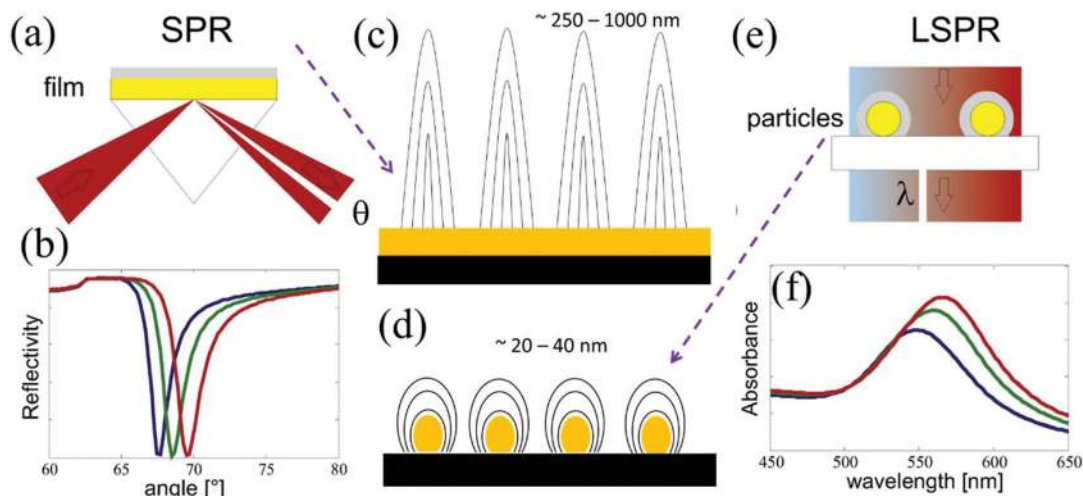 (a)
SPR
film
θ
(b)
Reflectivity
60
65
70
75
80
angle [°]
(c)
~ 250 – 1000 nm
(d)
~ 20 – 40 nm
(e)
LSPR
particles
λ
(f)
Absorbance
450
500
550
600
650
wavelength [nm]